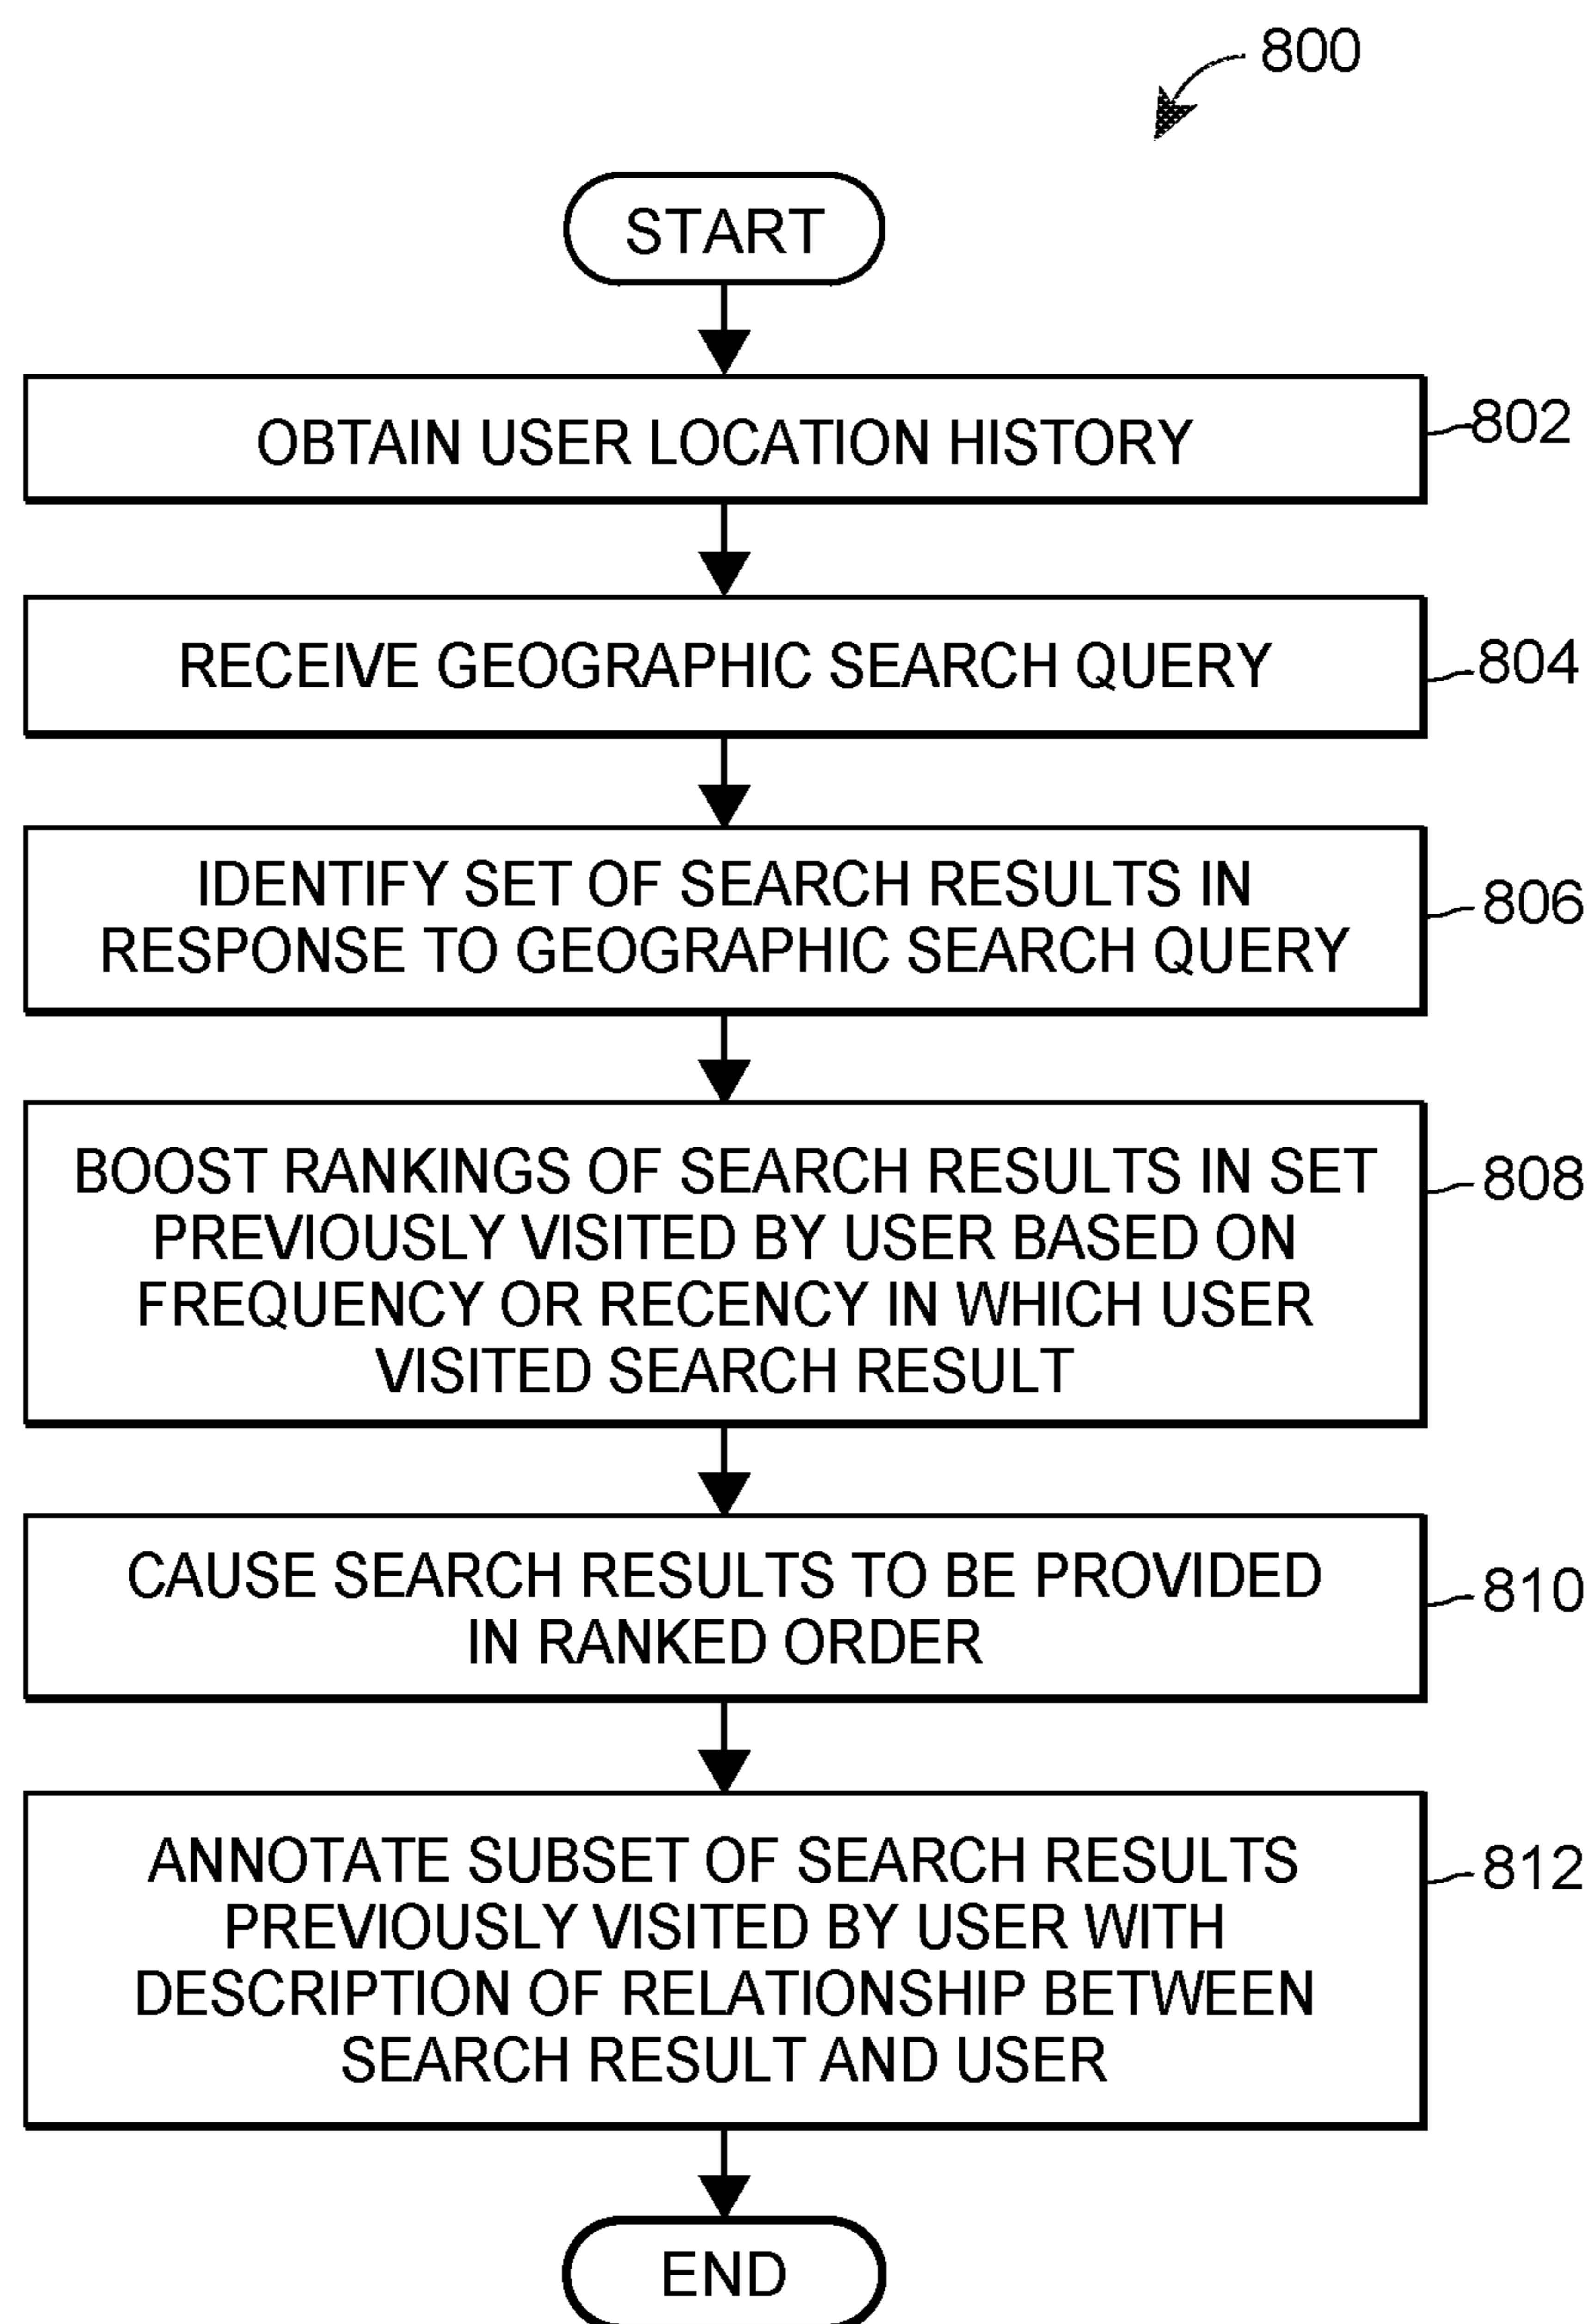 800
START
OBTAIN USER LOCATION HISTORY
802
RECEIVE GEOGRAPHIC SEARCH QUERY
804
IDENTIFY SET OF SEARCH RESULTS IN
RESPONSE TO GEOGRAPHIC SEARCH QUERY
806
BOOST RANKINGS OF SEARCH RESULTS IN SET
PREVIOUSLY VISITED BY USER BASED ON
FREQUENCY OR RECENCY IN WHICH USER
VISITED SEARCH RESULT
808
CAUSE SEARCH RESULTS TO BE PROVIDED
IN RANKED ORDER
810
ANNOTATE SUBSET OF SEARCH RESULTS
PREVIOUSLY VISITED BY USER WITH
DESCRIPTION OF RELATIONSHIP BETWEEN
SEARCH RESULT AND USER
812
END